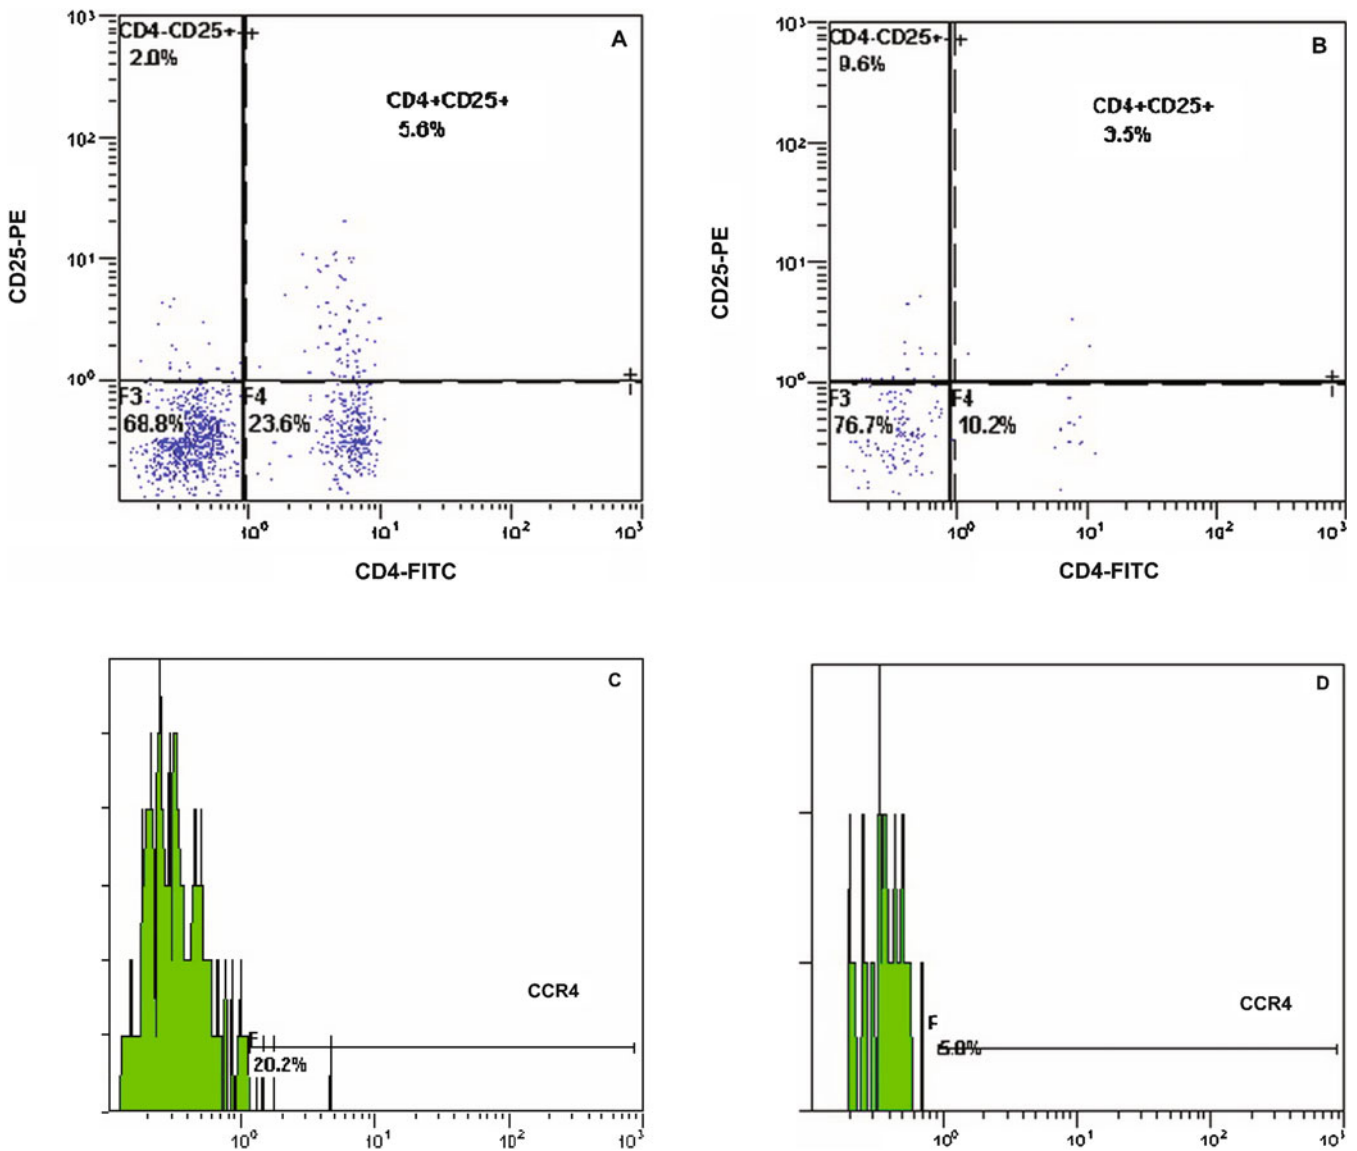 10³
CD4-CD25+
2.0%
A
CD4+CD25+
5.6%
10²
10¹
10⁰
F3
68.8%
F4
23.6%
CD25-PE
10⁰
10¹
10²
10³
CD4-FITC
10³
CD4-CD25+
9.6%
B
CD4+CD25+
3.5%
10²
10¹
10⁰
F3
76.7%
F4
10.2%
CD25-PE
10⁰
10¹
10²
10³
CD4-FITC
C
CCR4
20.2%
10⁰
10¹
10²
10³
D
CCR4
5.0%
10⁰
10¹
10²
10³